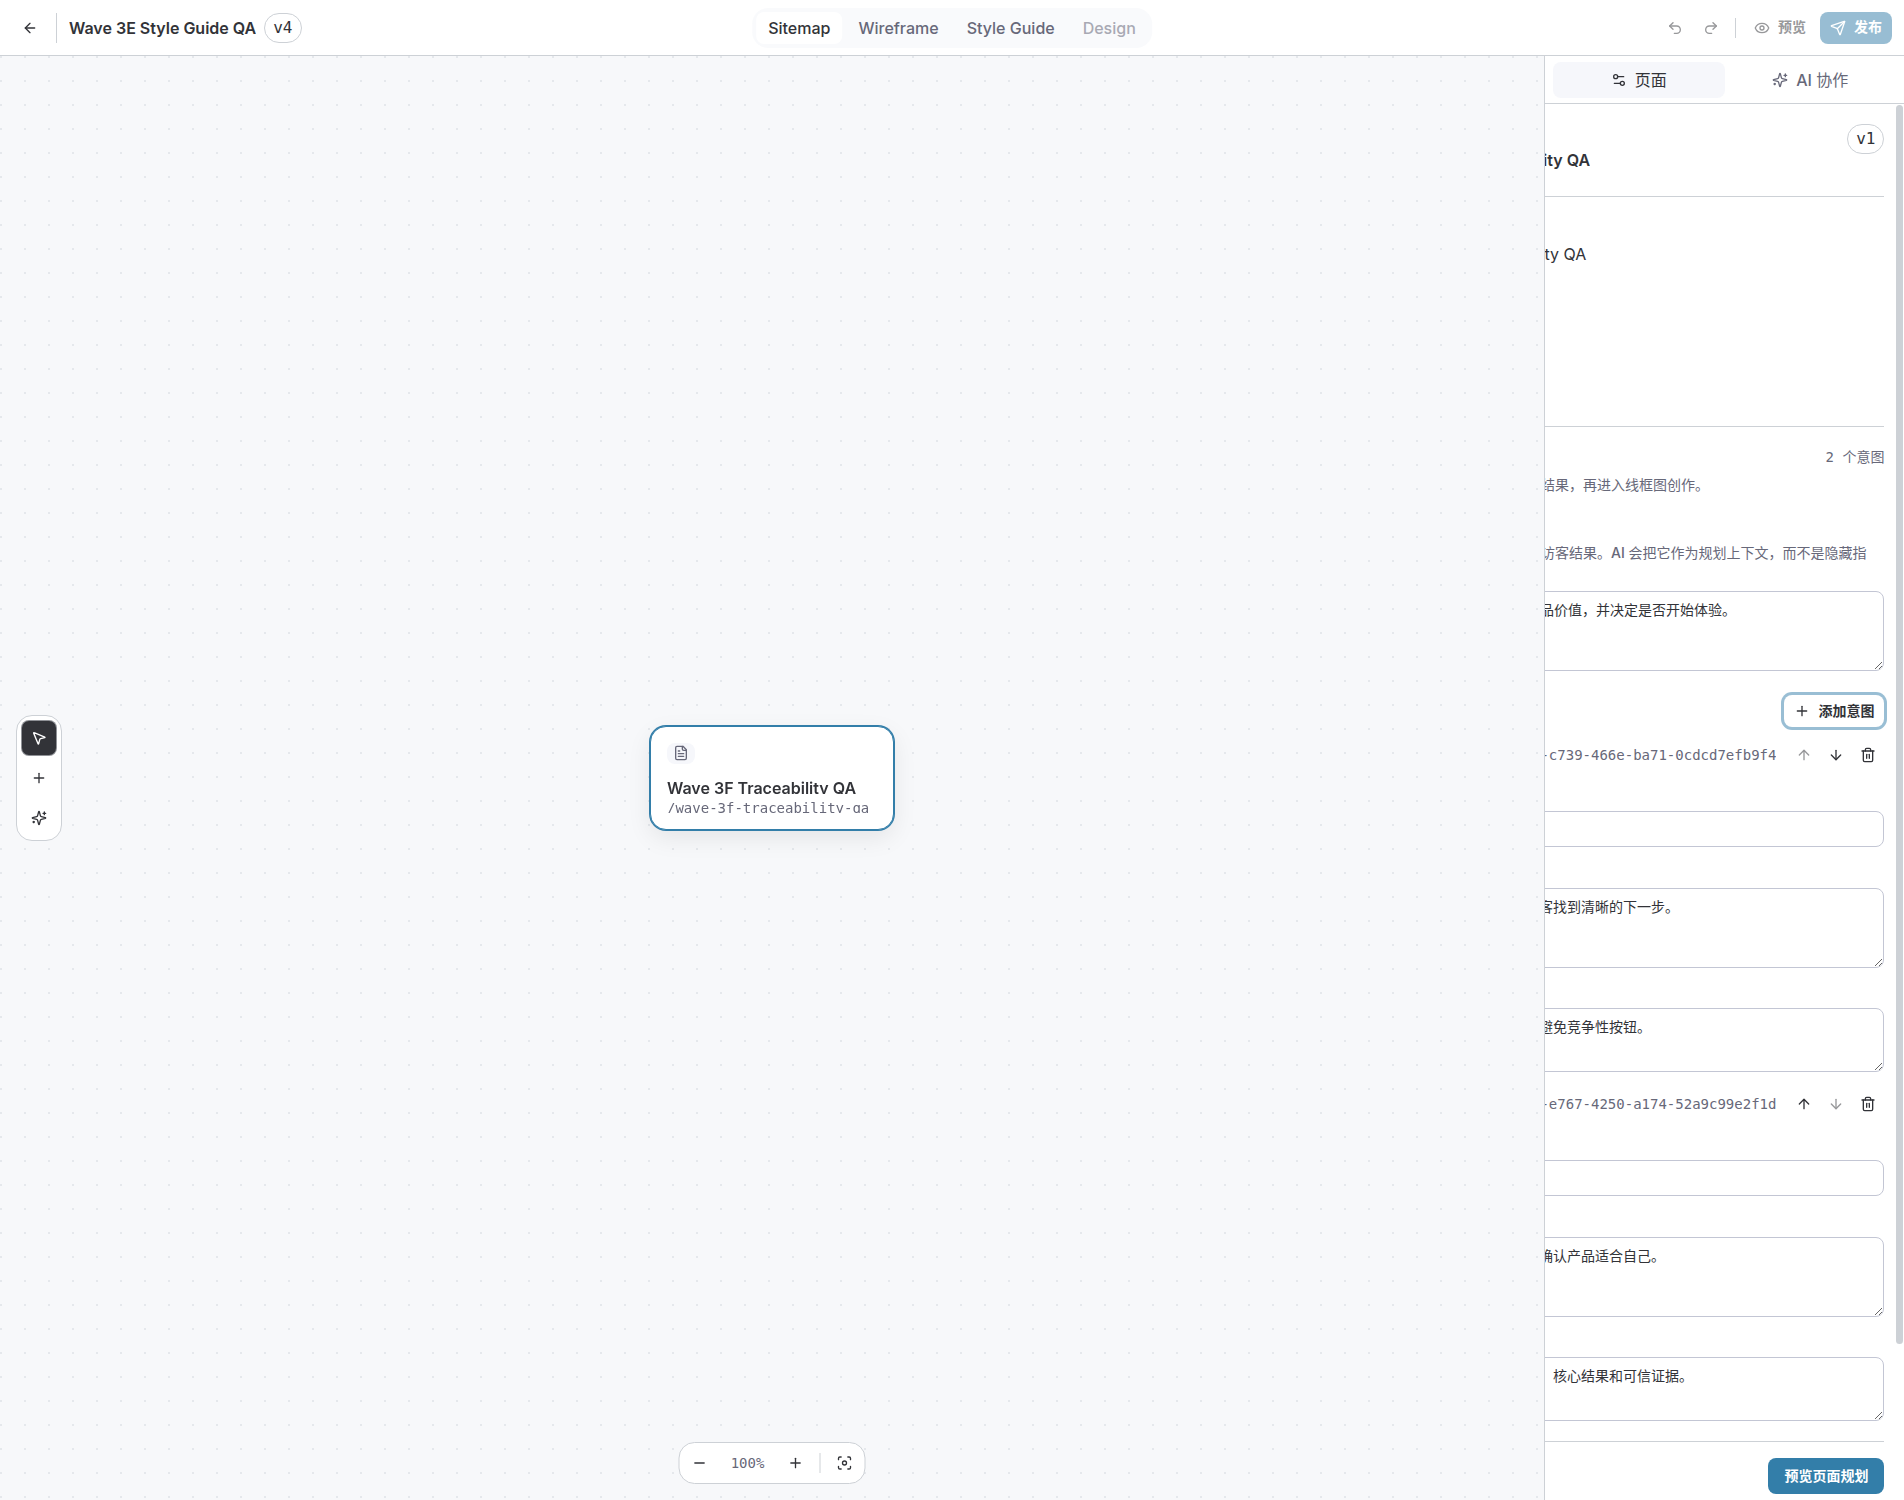 Wave 3E Style Guide QA
v4
Sitemap
Wireframe
Style Guide
Design
预览
发布
页面
AI 协作
v1
ity QA
ty QA
2 个意图
结果，再进入线框图创作。
访客结果。AI 会把它作为规划上下文，而不是隐藏指
品价值，并决定是否开始体验。
添加意图
-c739-466e-ba71-0cdcd7efb9f4
客找到清晰的下一步。
避免竞争性按钮。
-e767-4250-a174-52a9c99e2f1d
确认产品适合自己。
核心结果和可信证据。
预览页面规划
Wave 3F Traceability QA
/wave-3f-traceability-qa
100%